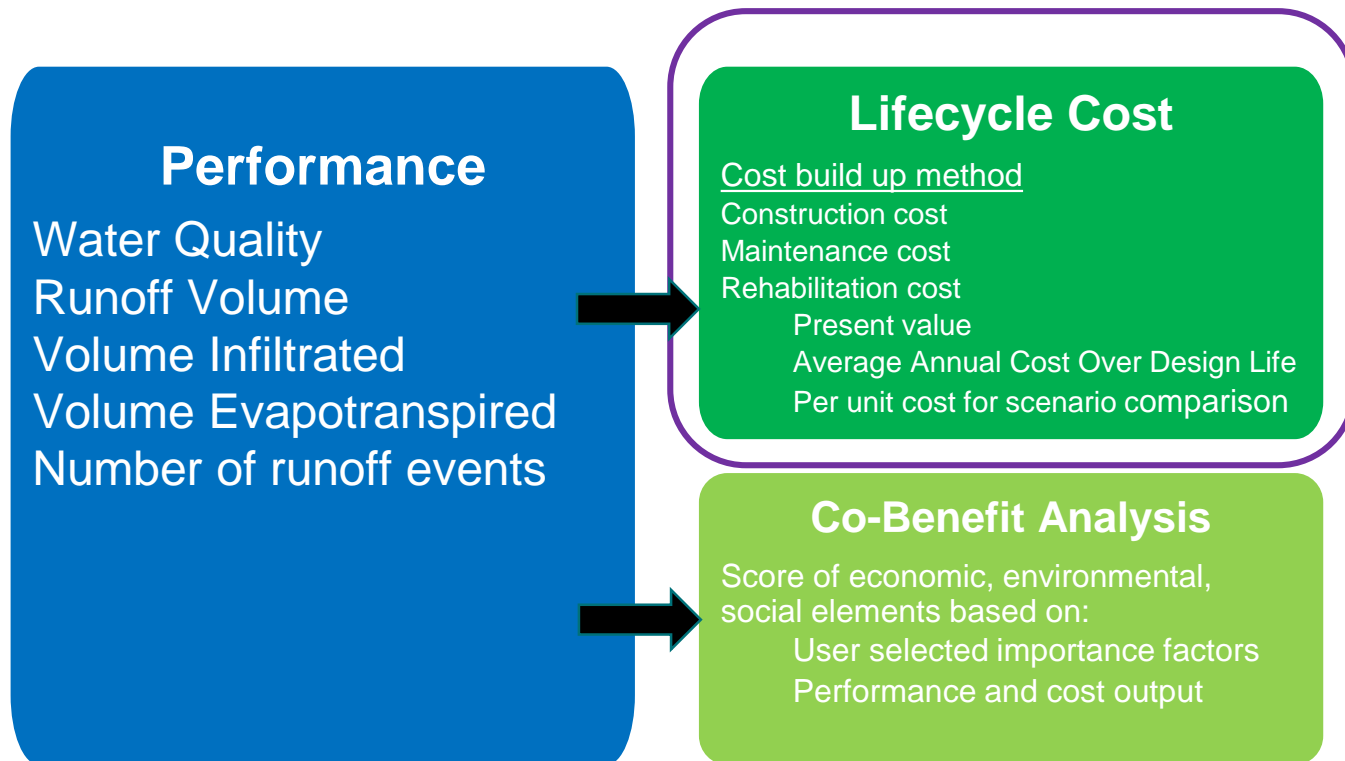 Performance
Water Quality
Runoff Volume
Volume Infiltrated
Volume Evapotranspired
Number of runoff events
Lifecycle Cost
Cost build up method
Construction cost
Maintenance cost
Rehabilitation cost
Present value
Average Annual Cost Over Design Life
Per unit cost for scenario comparison
Co-Benefit Analysis
Score of economic, environmental,
social elements based on:
User selected importance factors
Performance and cost output